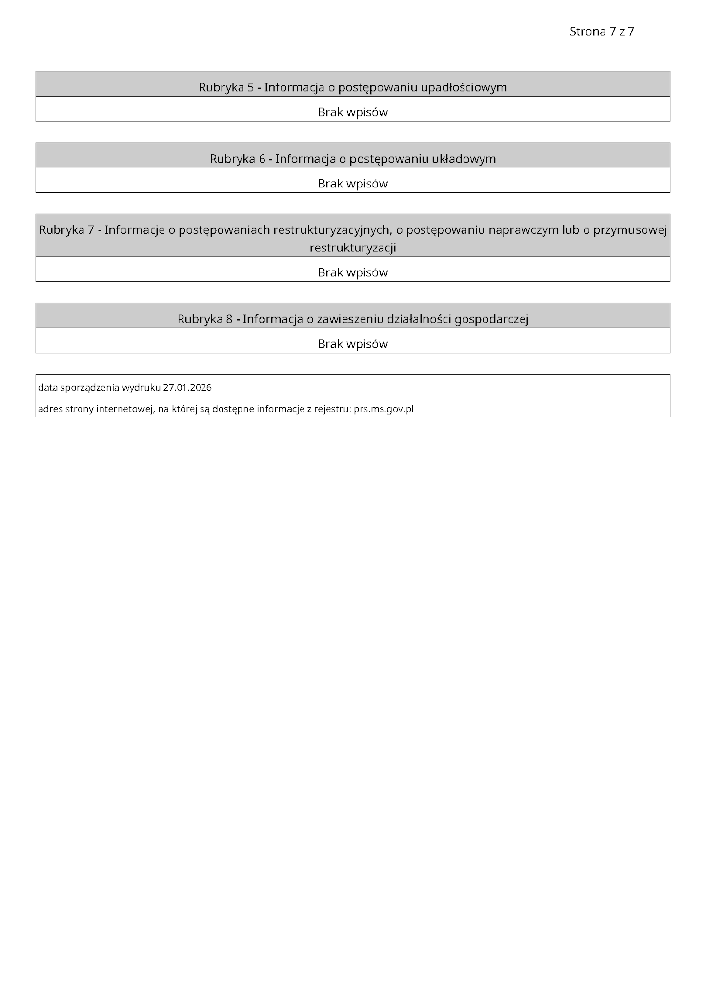 Strona 7 z 7
Rubryka 5 - Informacja o postępowaniu upadłościowym
Brak wpisów
Rubryka 6 - Informacja o postępowaniu układowym
Brak wpisów
Rubryka 7 - Informacje o postępowaniach restrukturyzacyjnych, o postępowaniu naprawczym lub o przymusowej
restrukturyzacji
Brak wpisów
Rubryka 8 - Informacja o zawieszeniu działalności gospodarczej
Brak wpisów
data sporządzenia wydruku 27.01.2026
adres strony internetowej, na której są dostępne informacje z rejestru: prs.ms.gov.pl